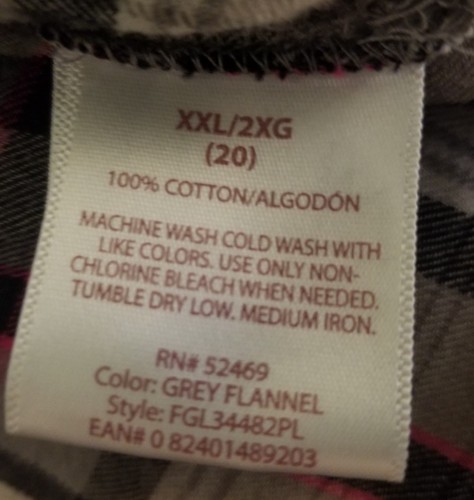 XXL/2XG
(20)
100% COTTON/ALGODÓN
MACHINE WASH COLD WASH WITH
LIKE COLORS. USE ONLY NON-
CHLORINE BLEACH WHEN NEEDED.
TUMBLE DRY LOW. MEDIUM IRON.
RN# 52469
Color: GREY FLANNEL
Style: FGL34482PL
EAN# 0 82401489203